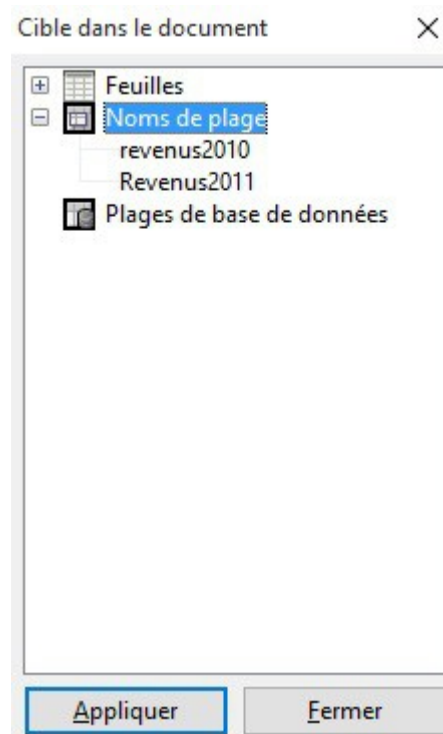 Cible dans le document
Feuilles
Noms de plage
revenus2010
Revenus2011
Plages de base de données
Appliquer
Fermer